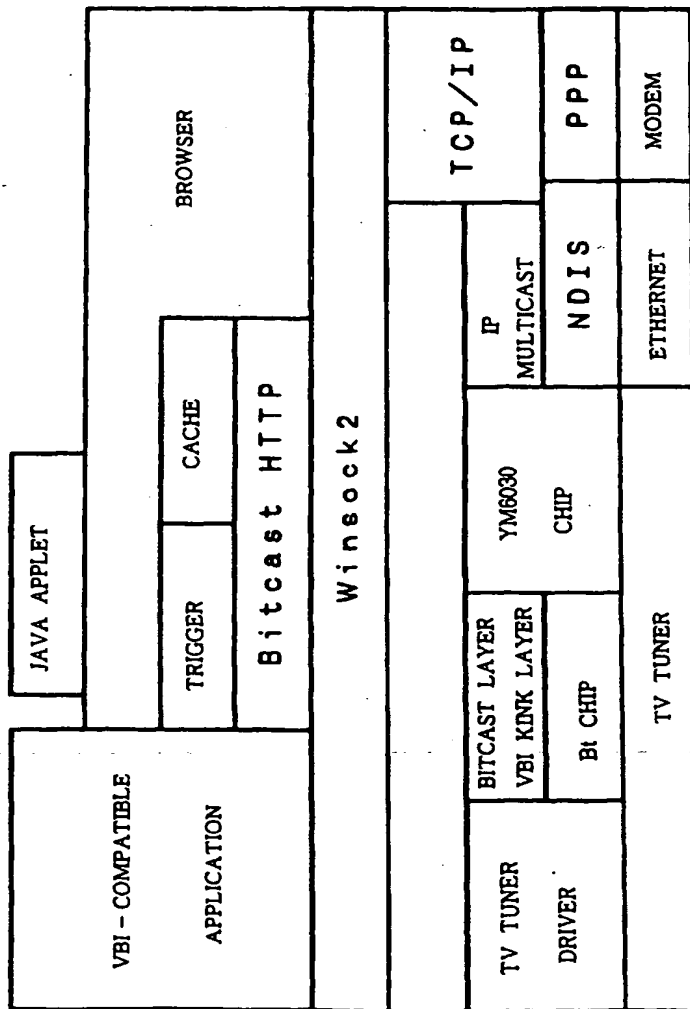 JAVA APPLET
VBI-COMPATIBLE
APPLICATION
BROWSER
TRIGGER
CACHE
Bitcast HTTP
Winsock2
TCP/IP
TV TUNER
DRIVER
BITCAST LAYER
VBI KINK LAYER
Bt CHIP
YM6030
CHIP
IP
MULTICAST
NDIS
PPP
TV TUNER
ETHERNET
MODEM